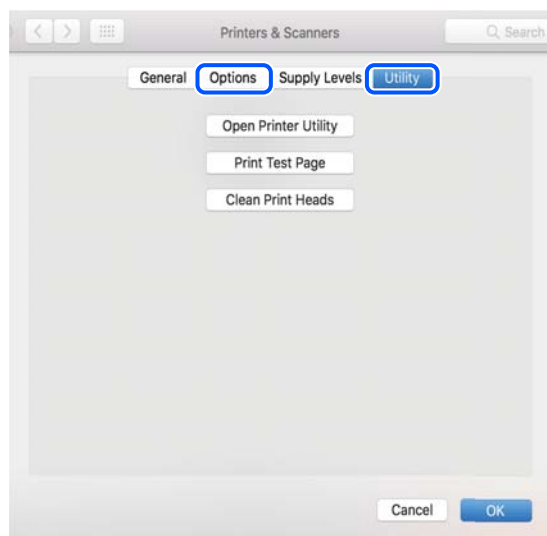 Printers & Scanners Search
General Options Supply Levels Utility
Open Printer Utility
Print Test Page
Clean Print Heads
Cancel OK